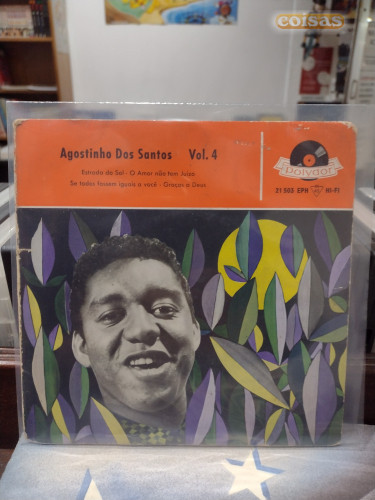 coisas
Agostinho Dos Santos Vol. 4
Estrada do Sol - O Amor não tem Juizo
Se todos fossem iguais a você - Graças a Deus
polydor
21 503 EPH HI-FI